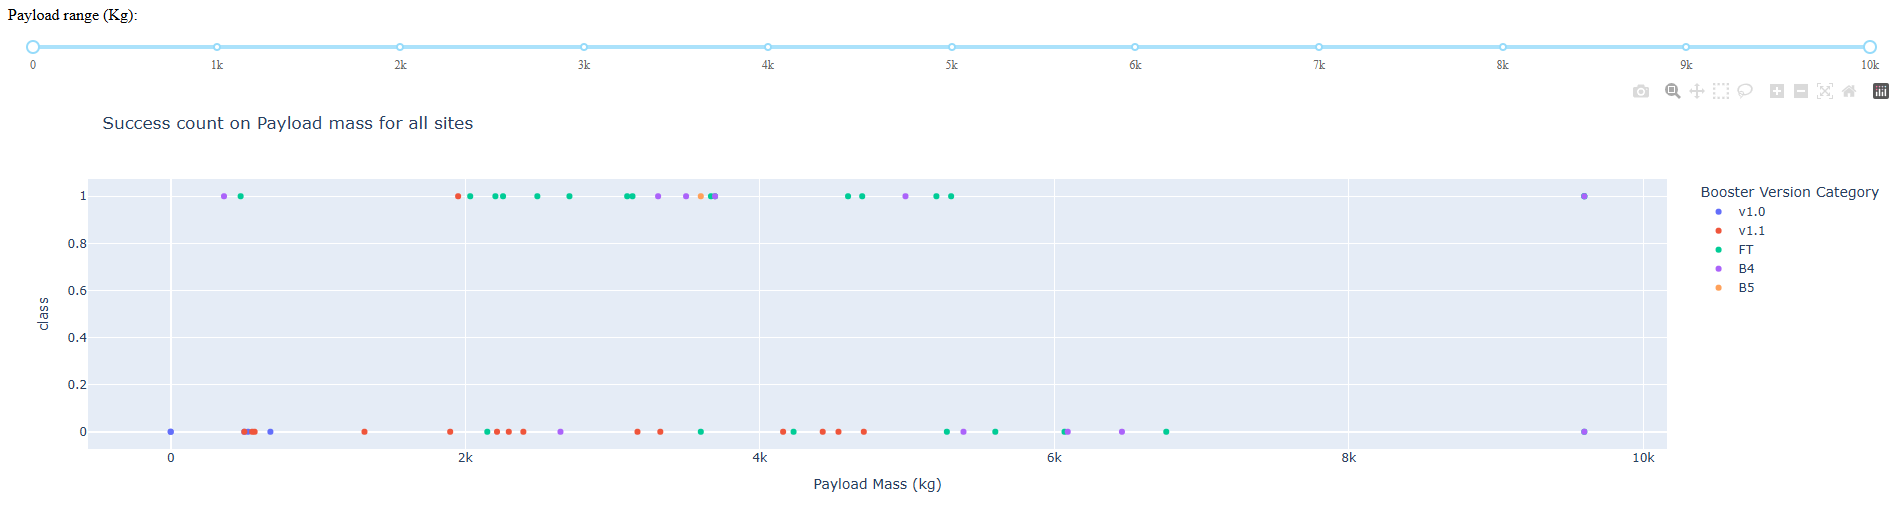 Payload range (Kg):
0 1k 2k 3k 4k 5k 6k 7k 8k 9k 10k
Success count on Payload mass for all sites
Booster Version Category
v1.0
v1.1
FT
B4
B5
class
1
0.8
0.6
0.4
0.2
0
0 2k 4k 6k 8k 10k
Payload Mass (kg)